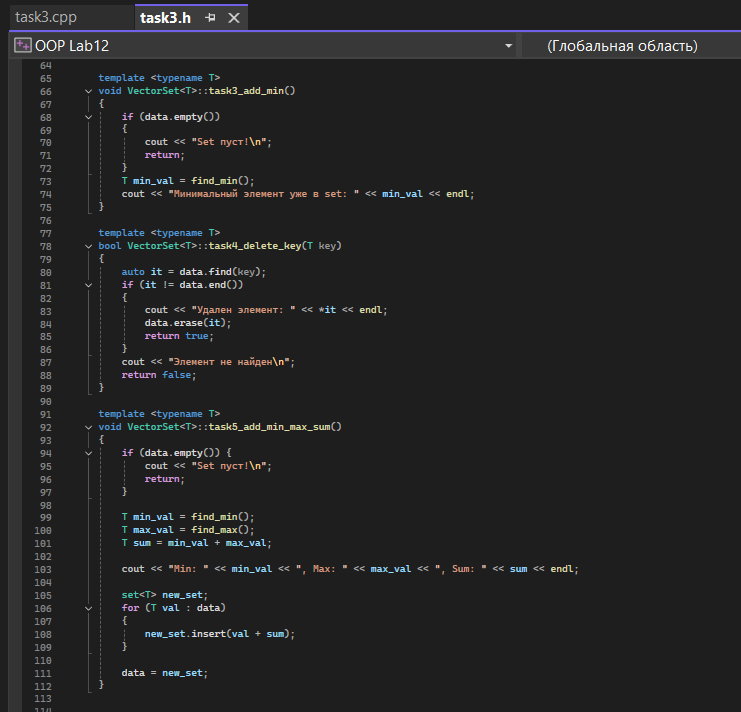 task3.cpp task3.h
OOP Lab12 (Глобальная область)
64
65 template <typename T>
66 void VectorSet<T>::task3_add_min()
67 {
68 if (data.empty())
69 {
70 cout << "Set пуст!\n";
71 return;
72 }
73 T min_val = find_min();
74 cout << "Минимальный элемент уже в set: " << min_val << endl;
75 }
76
77 template <typename T>
78 bool VectorSet<T>::task4_delete_key(T key)
79 {
80 auto it = data.find(key);
81 if (it != data.end())
82 {
83 cout << "Удален элемент: " << *it << endl;
84 data.erase(it);
85 return true;
86 }
87 cout << "Элемент не найден\n";
88 return false;
89 }
90
91 template <typename T>
92 void VectorSet<T>::task5_add_min_max_sum()
93 {
94 if (data.empty()) {
95 cout << "Set пуст!\n";
96 return;
97 }
98
99 T min_val = find_min();
100 T max_val = find_max();
101 T sum = min_val + max_val;
102
103 cout << "Min: " << min_val << ", Max: " << max_val << ", Sum: " << sum << endl;
104
105 set<T> new_set;
106 for (T val : data)
107 {
108 new_set.insert(val + sum);
109 }
110
111 data = new_set;
112 }
113
114